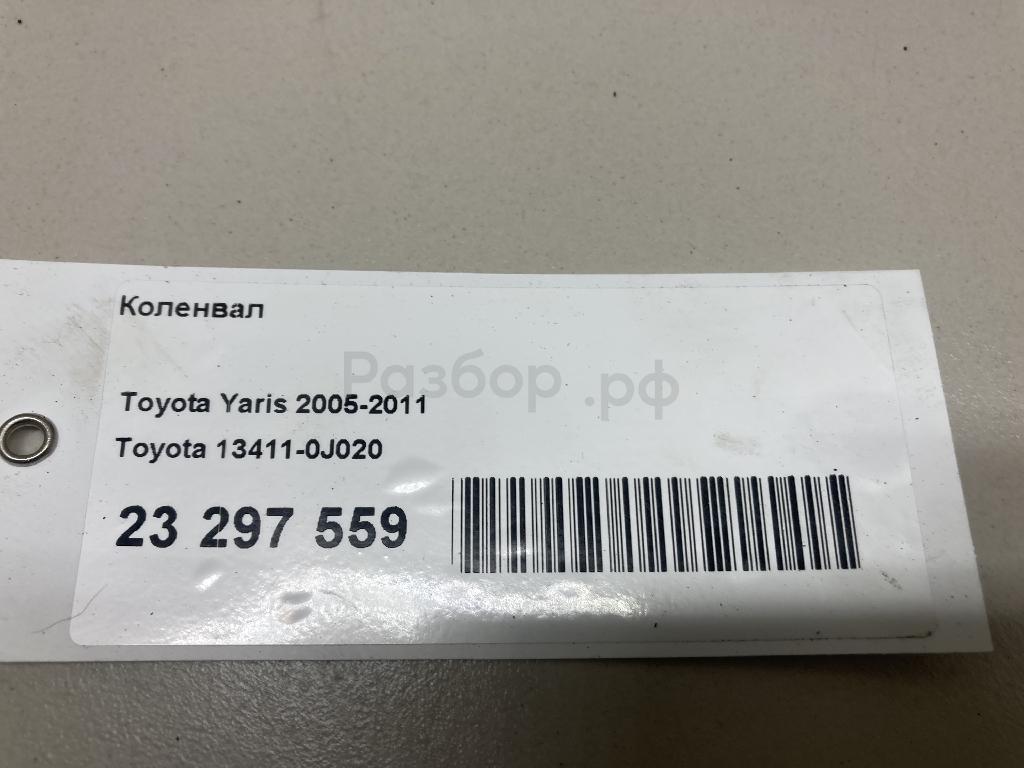 Коленвал
Разбор.рф
Toyota Yaris 2005-2011
Toyota 13411-0J020
23 297 559